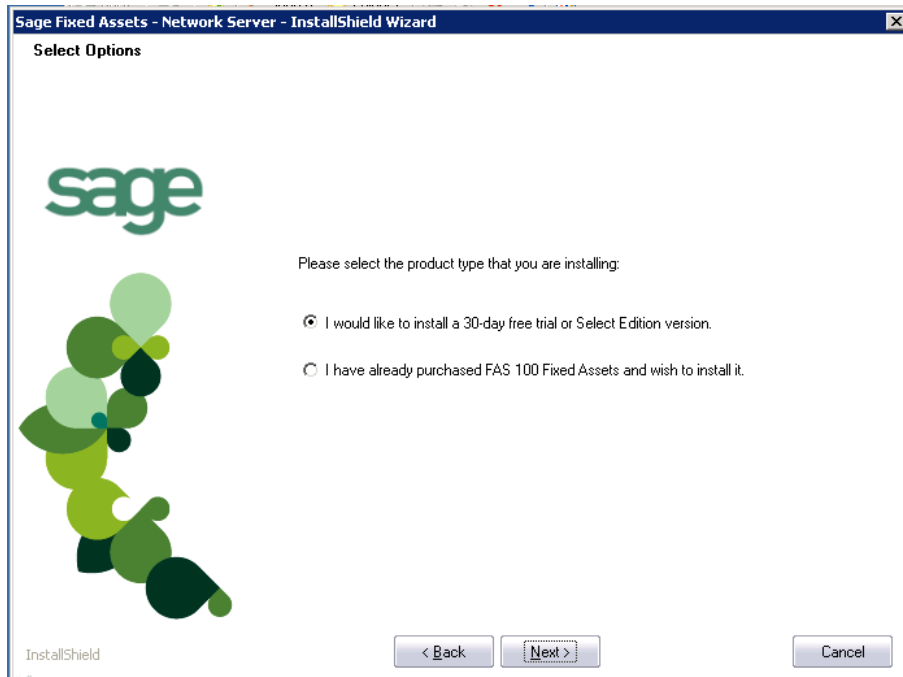 Sage Fixed Assets - Network Server - InstallShield Wizard
Select Options
sage
Please select the product type that you are installing:
I would like to install a 30-day free trial or Select Edition version.
I have already purchased FAS 100 Fixed Assets and wish to install it.
InstallShield
< Back
Next >
Cancel